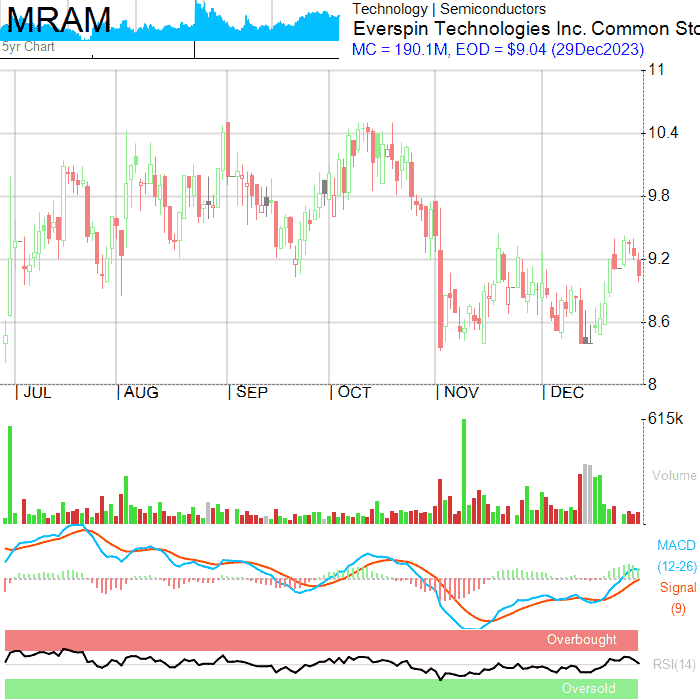 MRAM
5yr Chart
Technology | Semiconductors
Everspin Technologies Inc. Common Sto
MC = 190.1M, EOD = $9.04 (29Dec2023)
11
10.4
9.8
9.2
8.6
8
JUL AUG SEP OCT NOV DEC
615k
Volume
MACD
(12-26)
Signal
(9)
Overbought
RSI(14)
Oversold